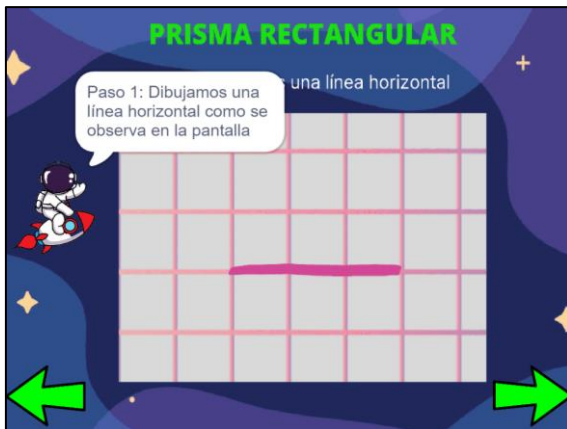 PRISMA RECTANGULAR
una línea horizontal
Paso 1: Dibujamos una
línea horizontal como se
observa en la pantalla